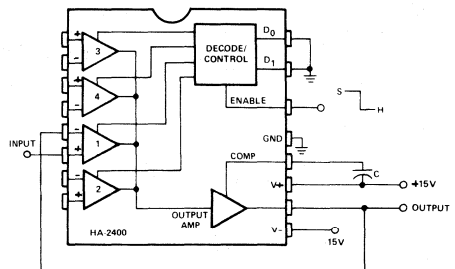 +
3
-
DECODE/
CONTROL
D0
D1
+
4
-
ENABLE
S
H
INPUT
-
1
+
GND
COMP
-
2
+
C
V+
+15V
OUTPUT
AMP
OUTPUT
HA-2400
V-
15V